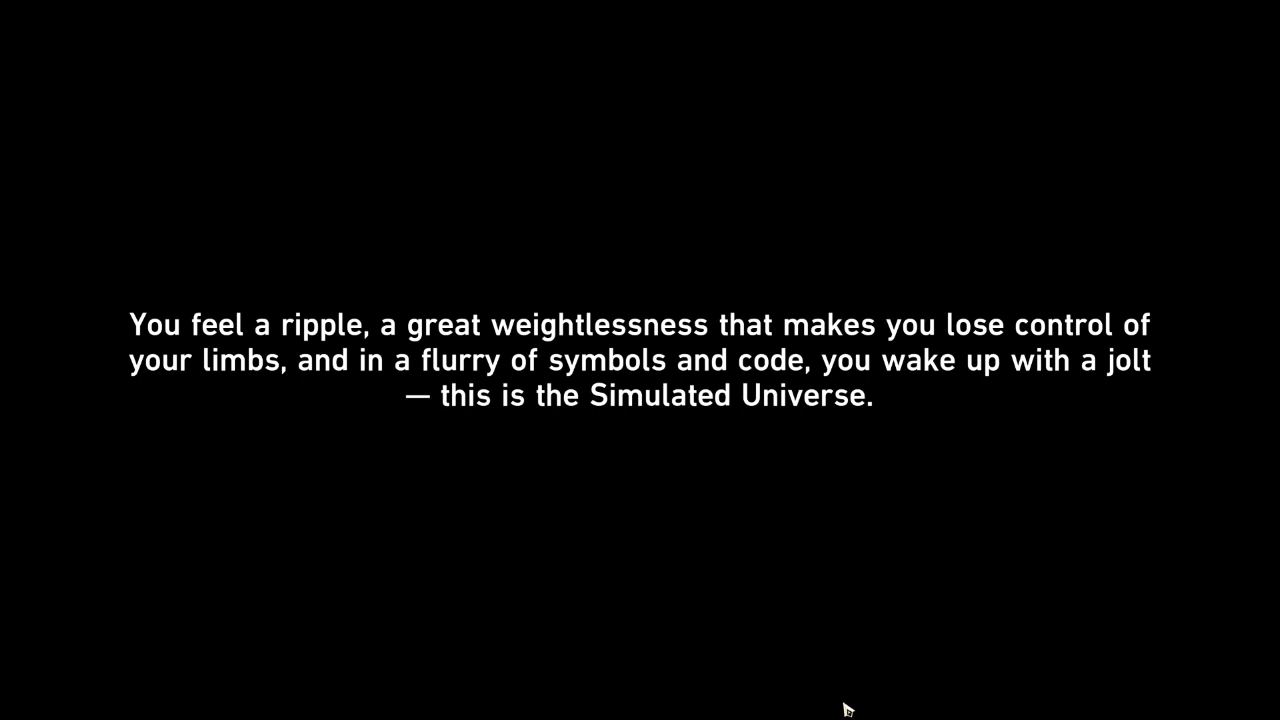 You feel a ripple, a great weightlessness that makes you lose control of
your limbs, and in a flurry of symbols and code, you wake up with a jolt
— this is the Simulated Universe.